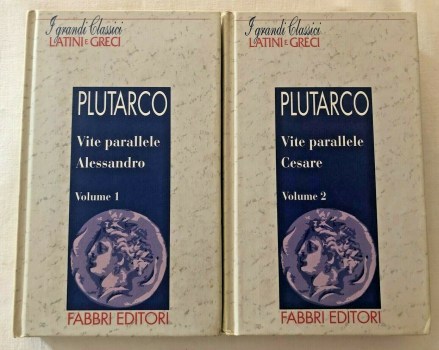 I grandi Classici
LATINI E GRECI
PLUTARCO
Vite parallele
Alessandro
Volume 1
FABBRI EDITORI
I grandi Classici
LATINI E GRECI
PLUTARCO
Vite parallele
Cesare
Volume 2
FABBRI EDITORI